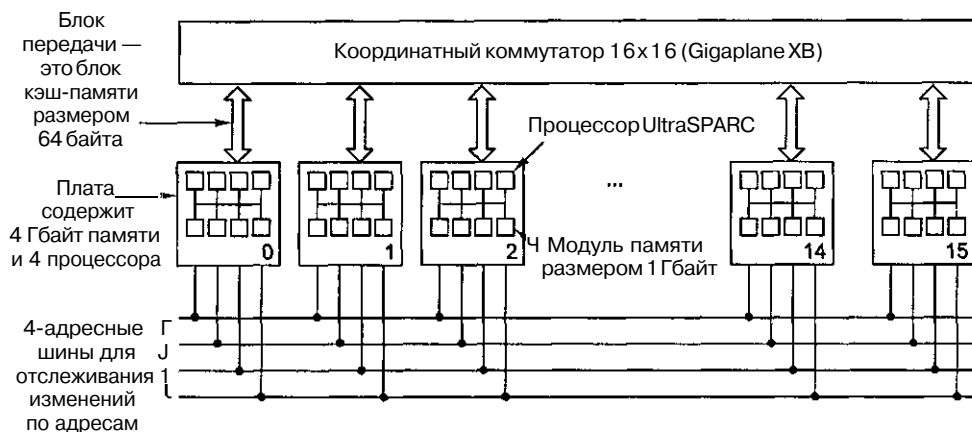 Блок
передачи —
это блок
кэш-памяти
размером
64 байта
Координатный коммутатор 16x16 (Gigaplane XB)
Процессор UltraSPARC
...
Плата
содержит
4 Гбайт памяти
и 4 процессора
0
1
2
14
15
Ч Модуль памяти
размером 1 Гбайт
4-адресные Г
шины для J
отслеживания 1
изменений
по адресам